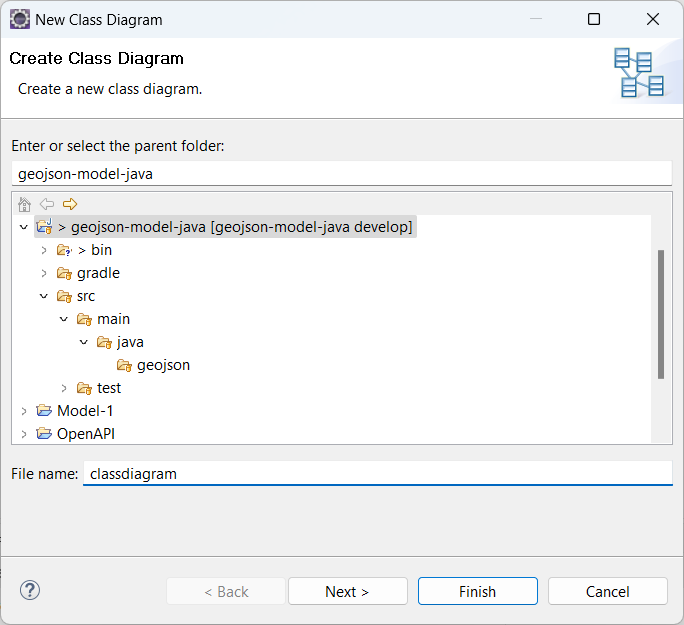 New Class Diagram
Create Class Diagram
Create a new class diagram.
Enter or select the parent folder:
geojson-model-java
> geojson-model-java [geojson-model-java develop]
> bin
gradle
src
main
java
geojson
test
Model-1
OpenAPI
File name: classdiagram
< Back Next > Finish Cancel